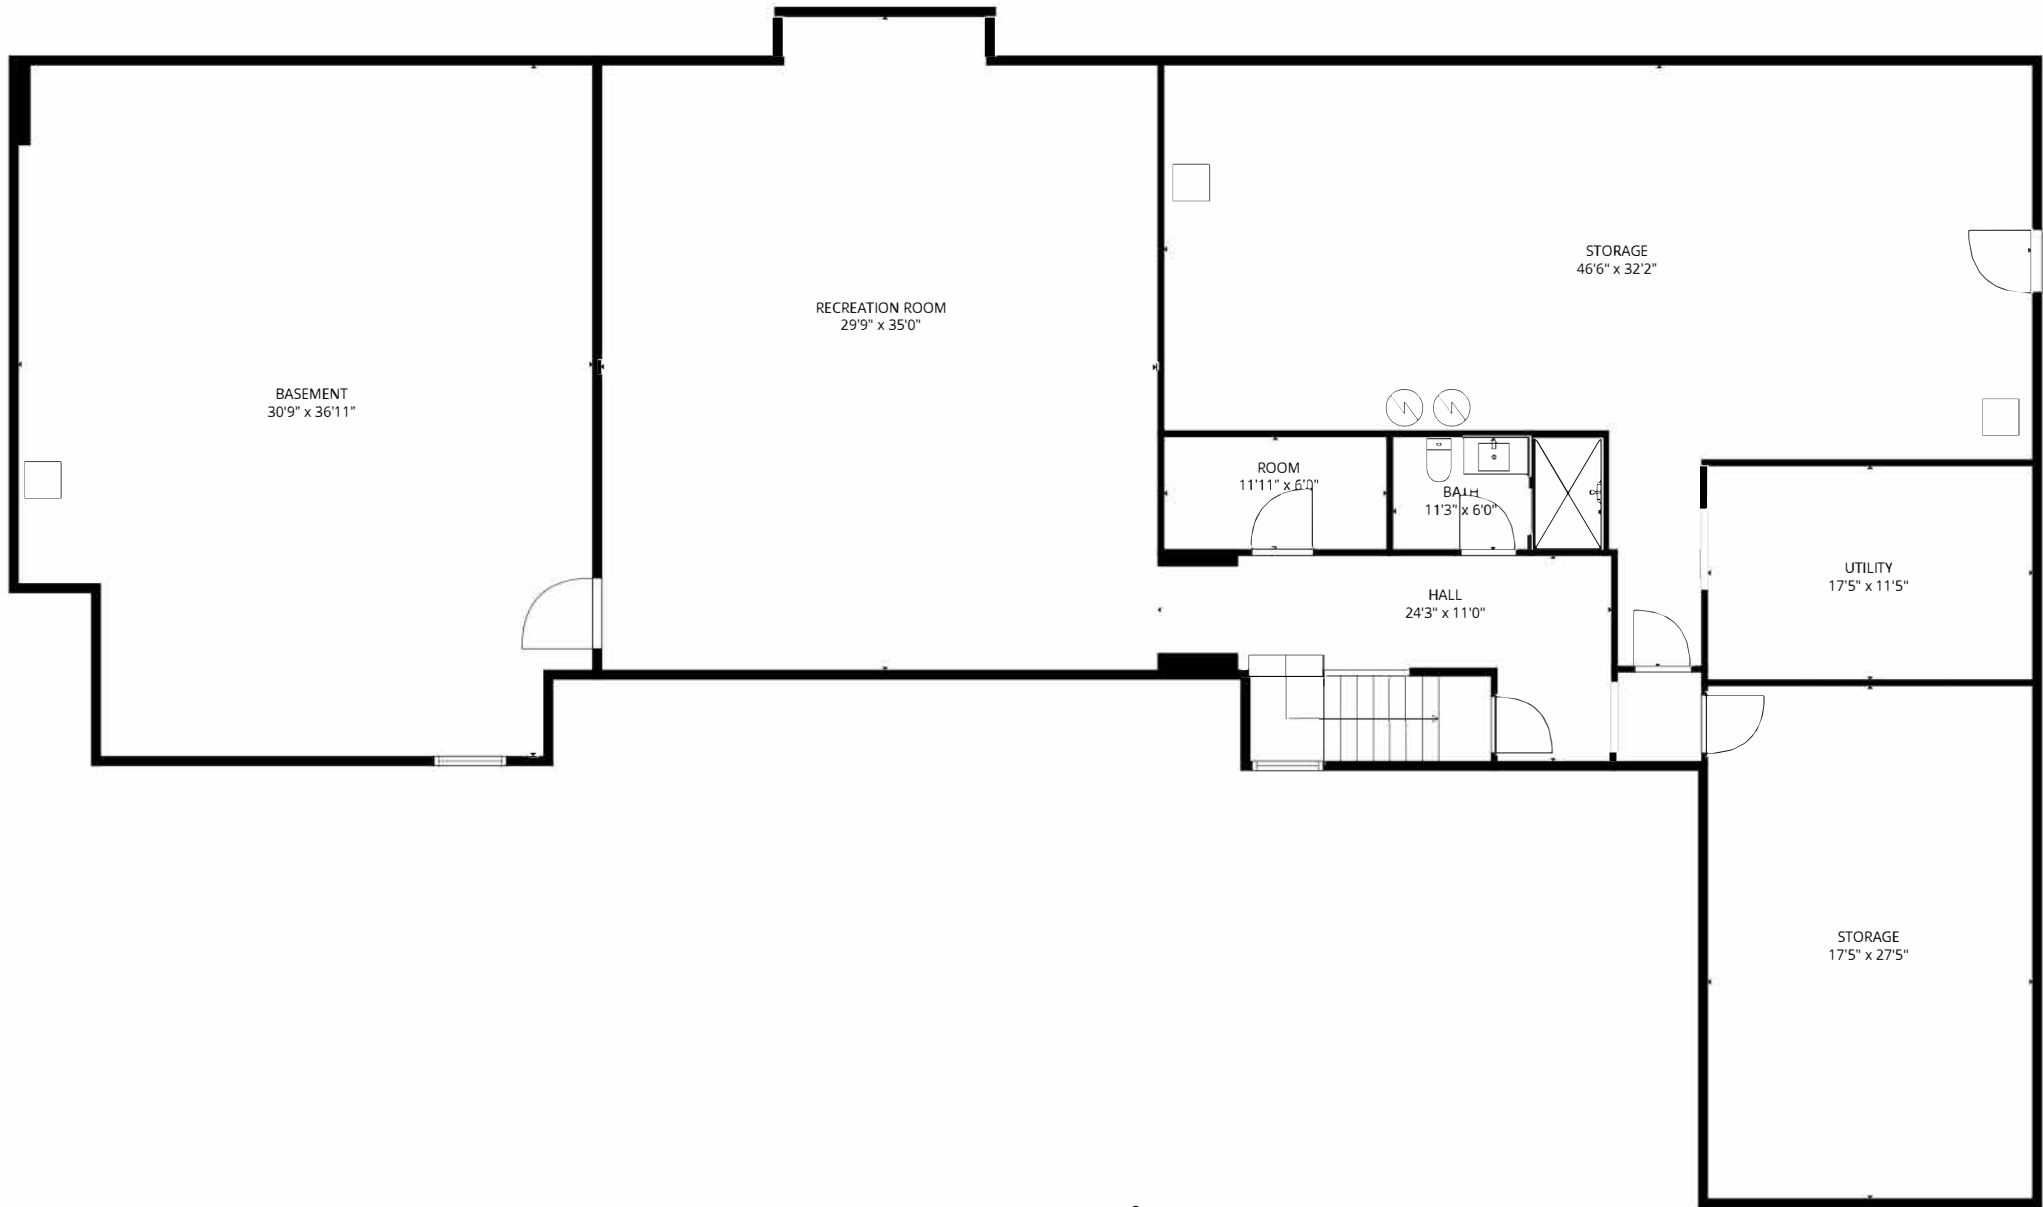 STORAGE
46'6" x 32'2"
RECREATION ROOM
29'9" x 35'0"
BASEMENT
30'9" x 36'11"
ROOM
11'11" x 6'0"
BATH
11'3" x 6'0"
UTILITY
17'5" x 11'5"
HALL
24'3" x 11'0"
STORAGE
17'5" x 27'5"